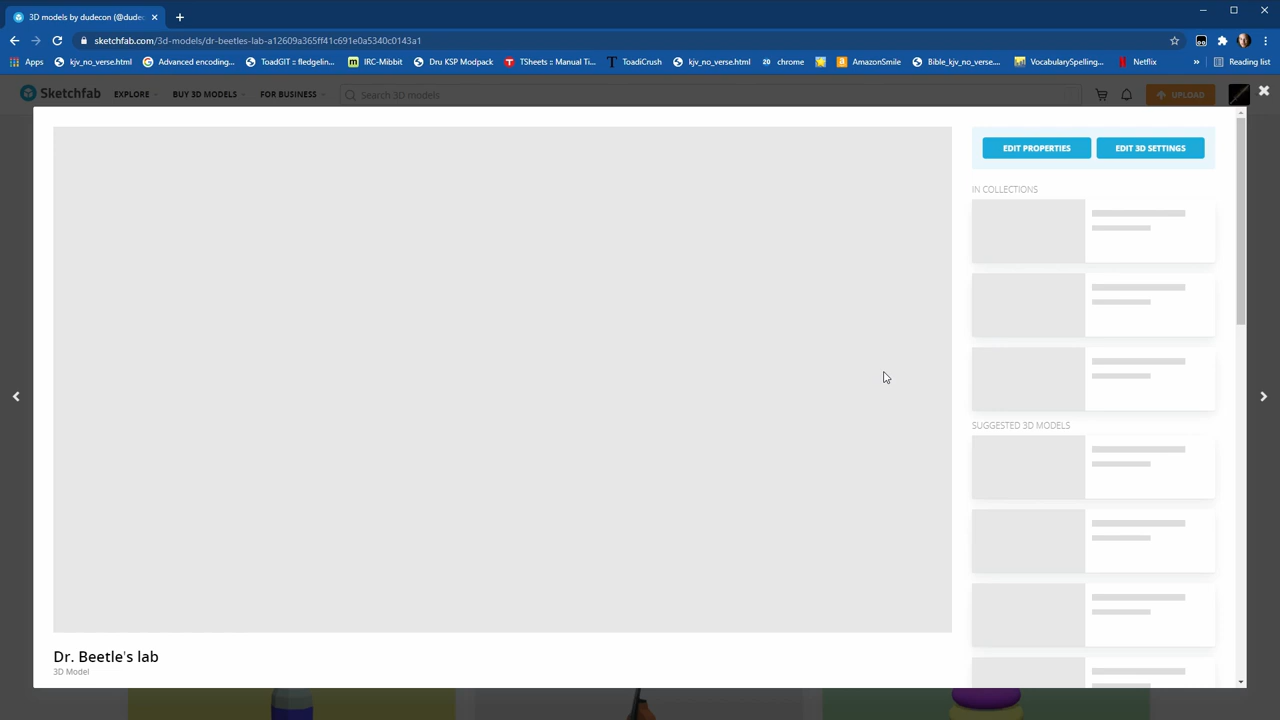 3D models by dudecon (@dudec
sketchfab.com/3d-models/dr-beetles-lab-a12609a365ff41c691e0a5340c0143a1
Apps kjv_no_verse.html Advanced encoding... ToadGIT :: fledgelin... IRC-Mibbit Dru KSP Modpack TSheets :: Manual Ti... ToadiCrush kjv_no_verse.html 20 chrome AmazonSmile Bible_kjv_no_verse.... VocabularySpelling... Netflix » Reading list
Sketchfab EXPLORE BUY 3D MODELS FOR BUSINESS Search 3D models UPLOAD
EDIT PROPERTIES EDIT 3D SETTINGS
IN COLLECTIONS
SUGGESTED 3D MODELS
Dr. Beetle's lab
3D Model